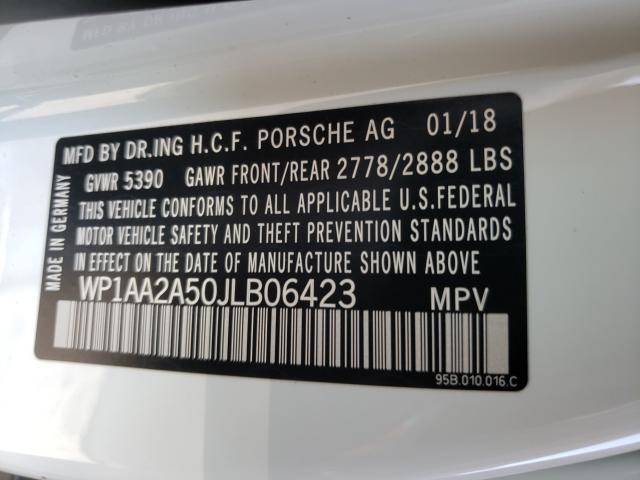 MFD BY DR.ING H.C.F. PORSCHE AG 01/18
GVWR 5390 GAWR FRONT/REAR 2778/2888 LBS
THIS VEHICLE CONFORMS TO ALL APPLICABLE U.S.FEDERAL
MOTOR VEHICLE SAFETY AND THEFT PREVENTION STANDARDS
IN EFFECT ON THE DATE OF MANUFACTURE SHOWN ABOVE
WP1AA2A50JLB06423 MPV
95B.010.016.C
MADE IN GERMANY